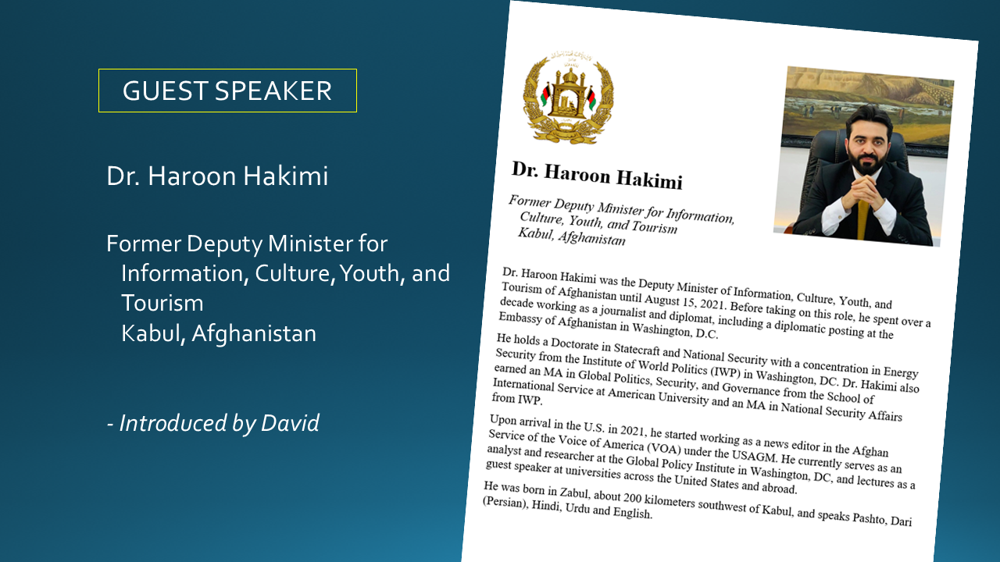 GUEST SPEAKER
Dr. Haroon Hakimi
Former Deputy Minister for
Information, Culture, Youth, and
Tourism
Kabul, Afghanistan
- Introduced by David
Dr. Haroon Hakimi
Former Deputy Minister for Information,
Culture, Youth, and Tourism
Kabul, Afghanistan
Dr. Haroon Hakimi was the Deputy Minister of Information, Culture, Youth, and
Tourism of Afghanistan until August 15, 2021. Before taking on this role, he spent over a
decade working as a journalist and diplomat, including a diplomatic posting at the
Embassy of Afghanistan in Washington, D.C.
He holds a Doctorate in Statecraft and National Security with a concentration in Energy
Security from the Institute of World Politics (IWP) in Washington, DC. Dr. Hakimi also
earned an MA in Global Politics, Security, and Governance from the School of
International Service at American University and an MA in National Security Affairs
from IWP.
Upon arrival in the U.S. in 2021, he started working as a news editor in the Afghan
Service of the Voice of America (VOA) under the USAGM. He currently serves as an
analyst and researcher at the Global Policy Institute in Washington, DC, and lectures as a
guest speaker at universities across the United States and abroad.
He was born in Zabul, about 200 kilometers southwest of Kabul, and speaks Pashto, Dari
(Persian), Hindi, Urdu and English.